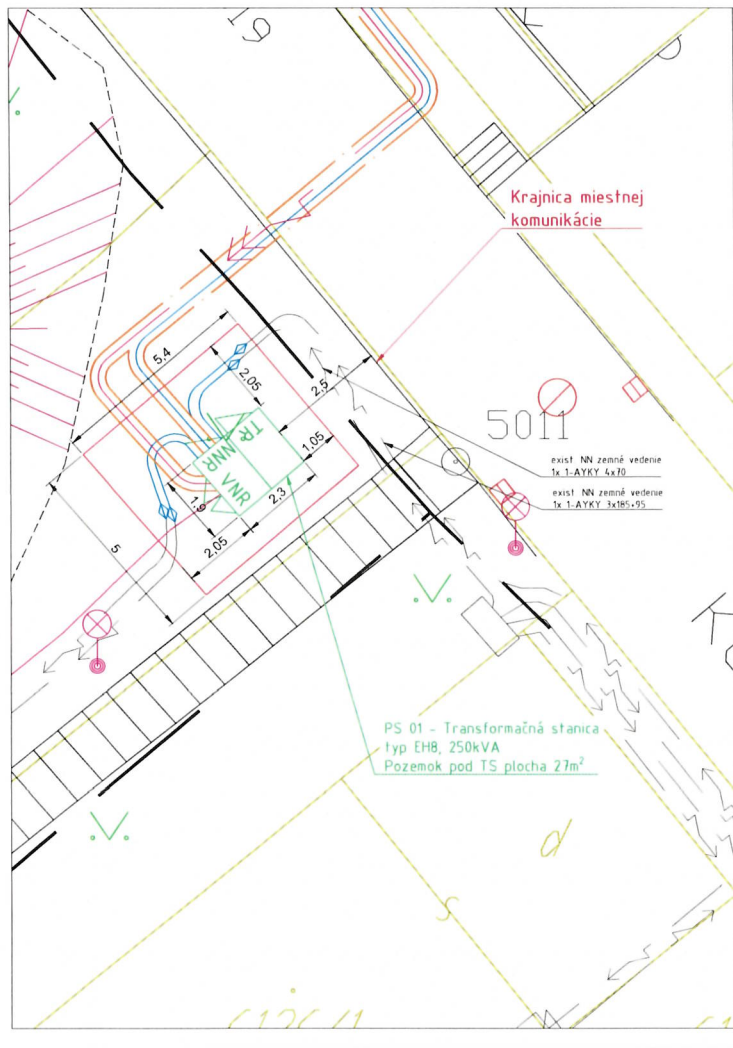 Krajnica miestnej
komunikácie
5,4
2,05
2,5
TR
NNR
VNR
1,05
2,3
1,9
2,05
5
5011
exist. NN zemné vedenie
1x 1-AYKY 4x70
exist. NN zemné vedenie
1x 1-AYKY 3x185+95
PS 01 - Transformačná stanica
typ EH8, 250kVA
Pozemok pod TS plocha 27m²
d
s